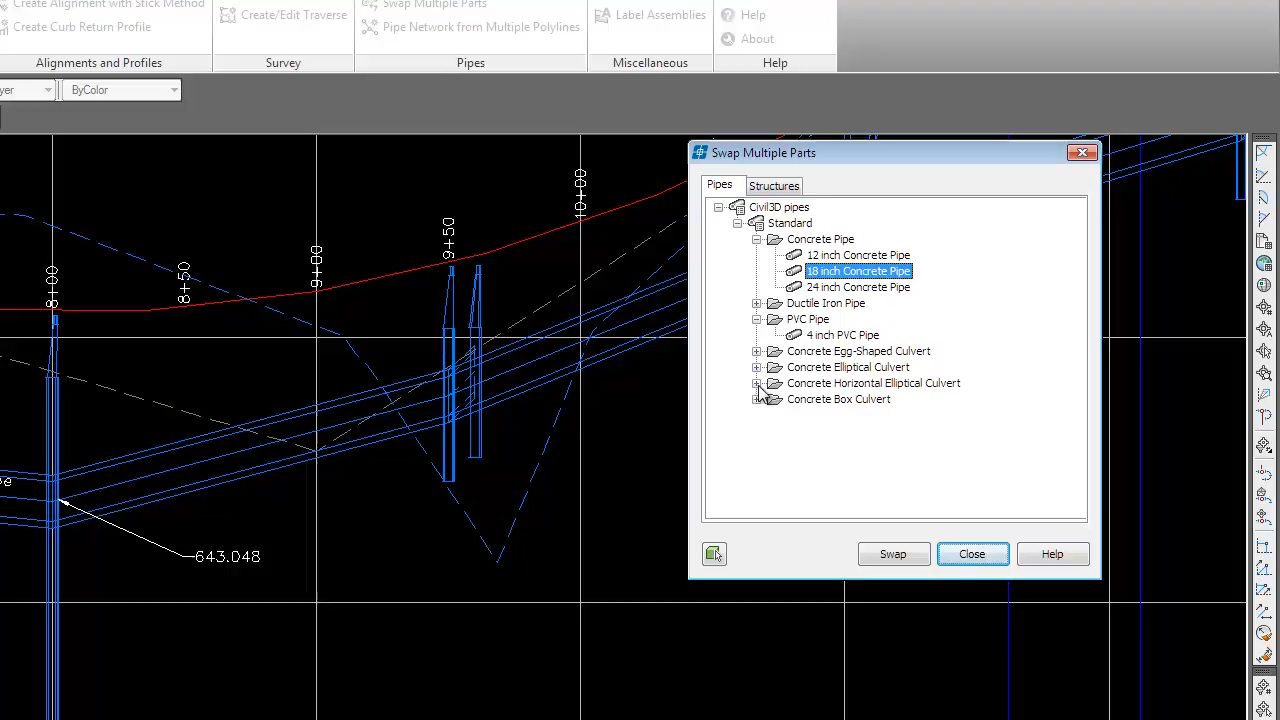 Create Alignment with Stick Method
Create/Edit Traverse
Swap Multiple Parts
Label Assemblies
Help
Create Curb Return Profile
Pipe Network from Multiple Polylines
About
Alignments and Profiles
Survey
Pipes
Miscellaneous
Help
yer
ByColor
Swap Multiple Parts
Pipes
Structures
Civil3D pipes
Standard
Concrete Pipe
12 inch Concrete Pipe
18 inch Concrete Pipe
24 inch Concrete Pipe
Ductile Iron Pipe
PVC Pipe
4 inch PVC Pipe
Concrete Egg-Shaped Culvert
Concrete Elliptical Culvert
Concrete Horizontal Elliptical Culvert
Concrete Box Culvert
Swap
Close
Help
8+00
8+50
9+00
9+50
10+00
643.048